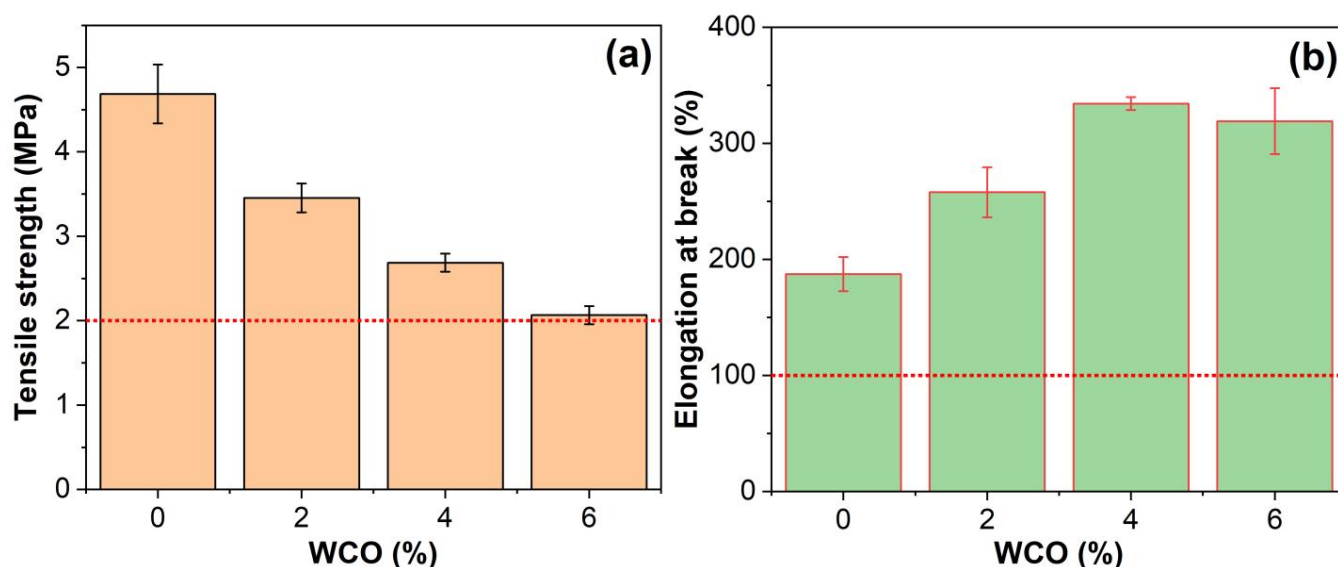 (a)
Tensile strength (MPa)
5
4
3
2
1
0
0 2 4 6
WCO (%)
(b)
Elongation at break (%)
400
300
200
100
0
0 2 4 6
WCO (%)